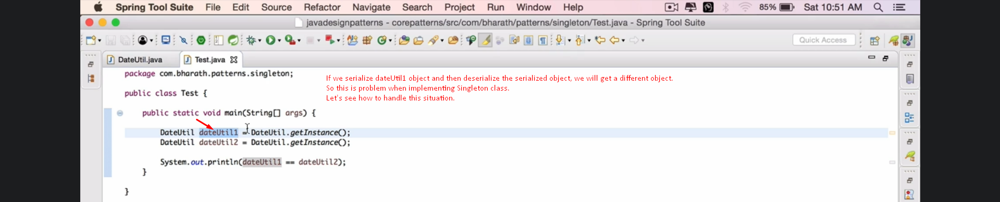 Spring Tool Suite File Edit Source Refactor Navigate Search Project Run Window Help 85% Sat 10:51 AM
javadesignpatterns - corepatterns/src/com/bharath/patterns/singleton/Test.java - Spring Tool Suite
Quick Access
DateUtil.java Test.java
package com.bharath.patterns.singleton;
If we serialize dateUtil1 object and then deserialize the serialized object, we will get a different object.
So this is problem when implementing Singleton class.
Let's see how to handle this situation.
public class Test {
public static void main(String[] args) {
DateUtil dateUtil1 = DateUtil.getInstance();
DateUtil dateUtil2 = DateUtil.getInstance();
System.out.println(dateUtil1 == dateUtil2);
}
}